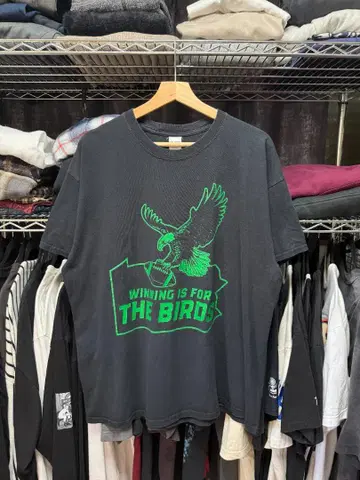 WINNING IS FOR
THE BIRDS